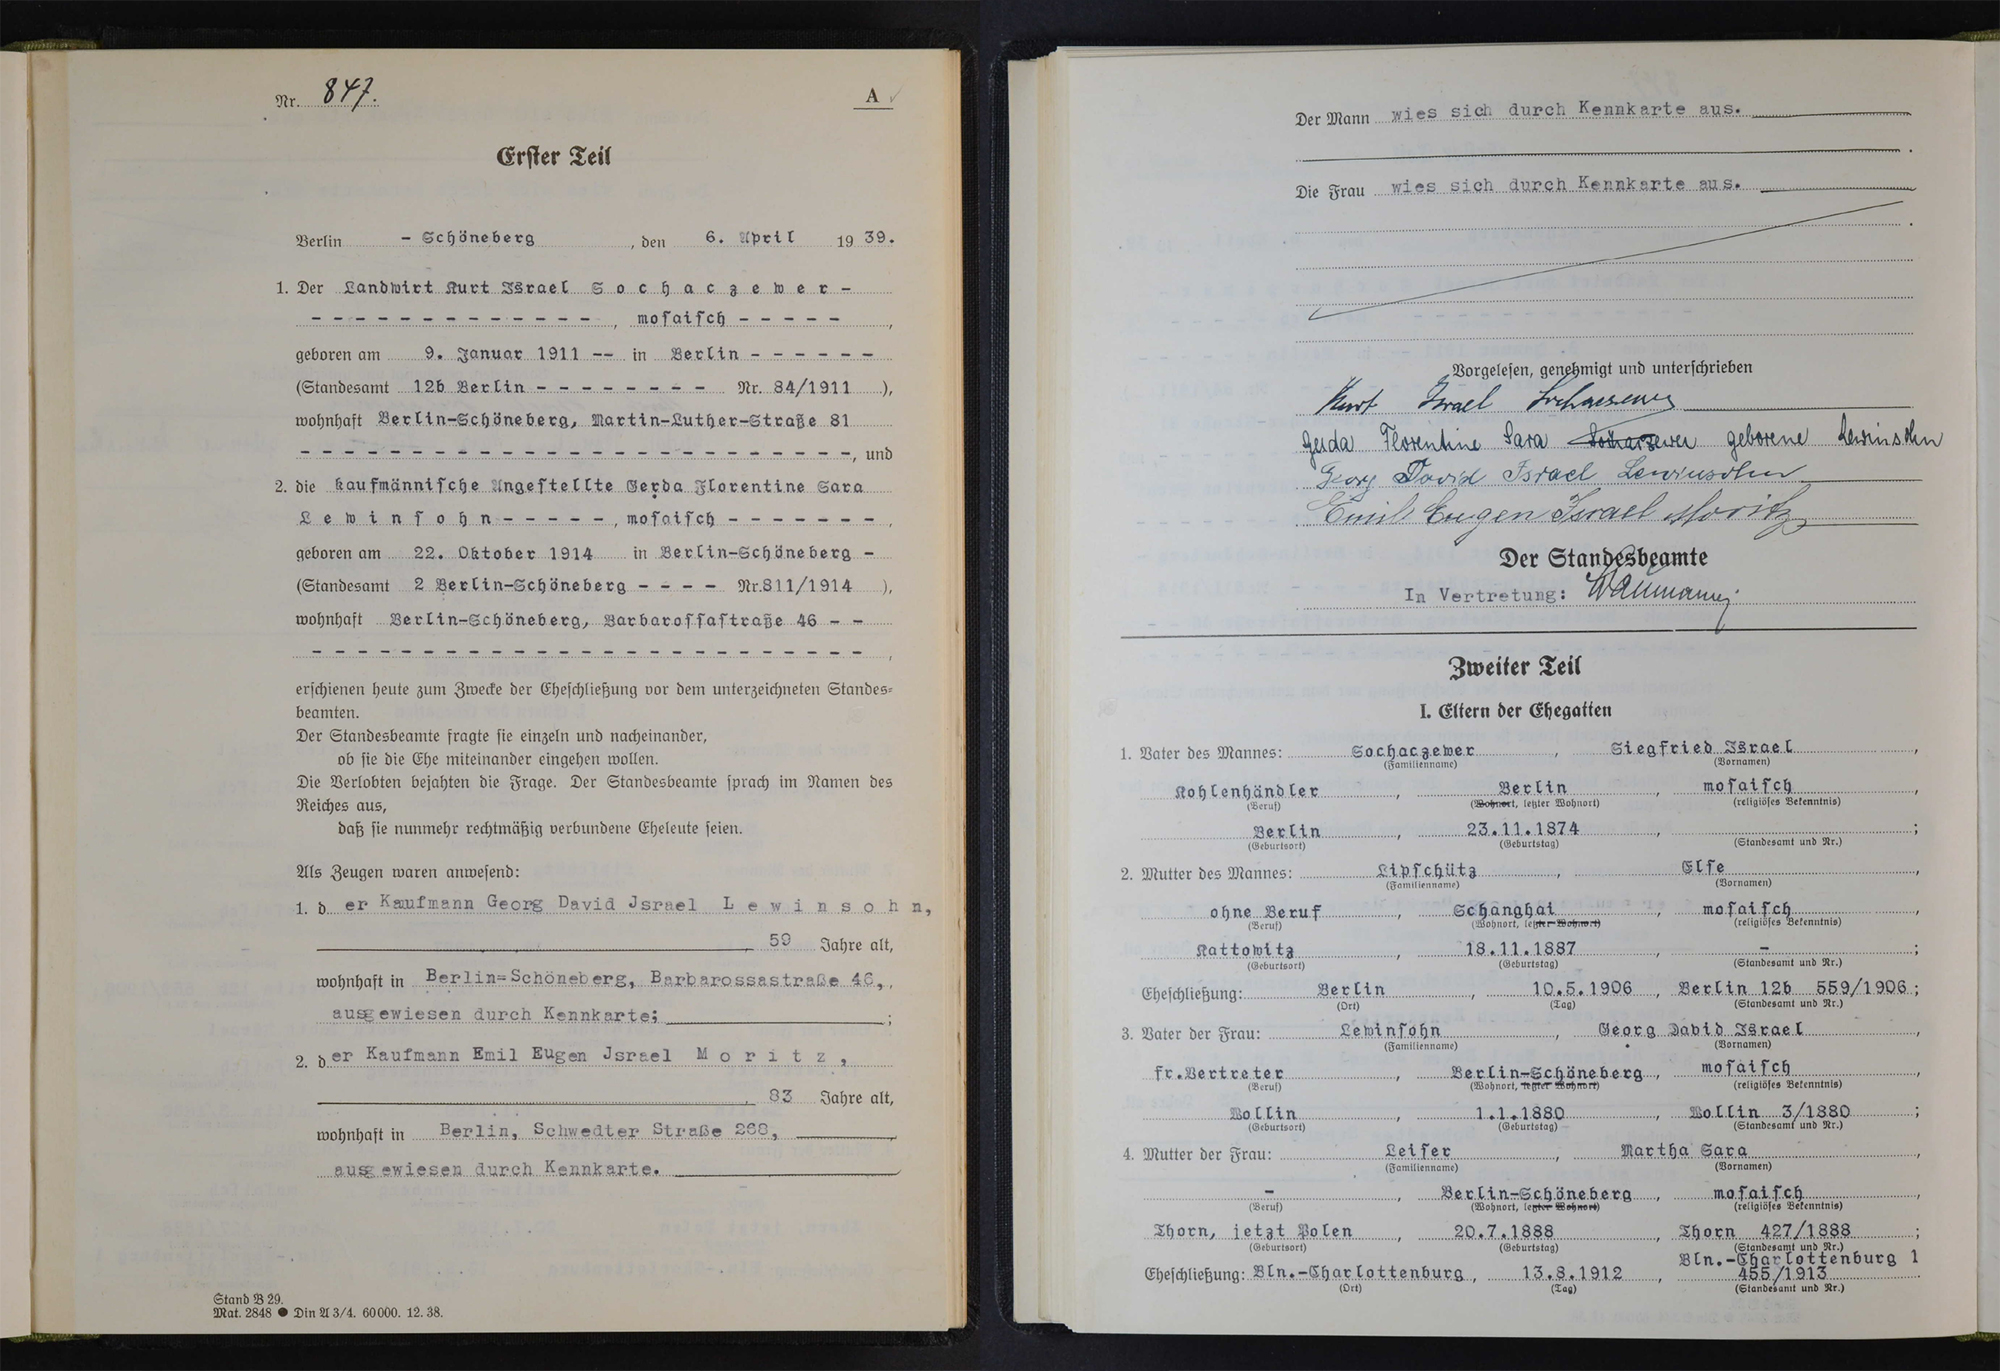 Nr. 847. A
Erster Teil
Berlin - Schöneberg, den 6. April 1939.
1. Der Landwirt Kurt Israel Sochaczewer -
- - - - - - - - - - - - -, mosaisch - - - - -,
geboren am 9. Januar 1911 -- in Berlin - - - - - -
(Standesamt 12b Berlin - - - - - - - - Nr. 84/1911),
wohnhaft Berlin-Schöneberg, Martin-Luther-Straße 81
- - - - - - - - - - - - - - - - - - - - - - - -, und
2. die kaufmännische Angestellte Gerda Florentine Sara
Lewinsohn - - - - -, mosaisch - - - - - - -,
geboren am 22. Oktober 1914 in Berlin-Schöneberg -
(Standesamt 2 Berlin-Schöneberg - - - - Nr.811/1914),
wohnhaft Berlin-Schöneberg, Barbarossastraße 46 - -
- - - - - - - - - - - - - - - - - - - - - - - -,
erschienen heute zum Zwecke der Eheschließung vor dem unterzeichneten Standes-
beamten.
Der Standesbeamte fragte sie einzeln und nacheinander,
ob sie die Ehe miteinander eingehen wollen.
Die Verlobten bejahten die Frage. Der Standesbeamte sprach im Namen des
Reiches aus,
daß sie nunmehr rechtmäßig verbundene Eheleute seien.
Als Zeugen waren anwesend:
1. der Kaufmann Georg David Jsrael Lewinsohn,
59 Jahre alt,
wohnhaft in Berlin=Schöneberg, Barbarossastraße 46,,
ausgewiesen durch Kennkarte;;
2. der Kaufmann Emil Eugen Jsrael Moritz,
83 Jahre alt,
wohnhaft in Berlin, Schwedter Straße 268,
ausgewiesen durch Kennkarte.
Stand B 29.
Mat. 2848 ● Din A 3/4. 60000. 12. 38.
Der Mann wies sich durch Kennkarte aus.
Die Frau wies sich durch Kennkarte aus.
Vorgelesen, genehmigt und unterschrieben
Kurt Israel Sochaczewer
Gerda Florentine Sara Sochaczewer geborene Lewinsohn
Georg David Israel Lewinsohn
Emil Eugen Israel Moritz
Der Standesbeamte
In Vertretung:
Zweiter Teil
I. Eltern der Ehegatten
1. Vater des Mannes: Sochaczewer, Siegfried Israel,
(Familienname) (Vornamen)
Kohlenhändler, Berlin, mosaisch,
(Beruf) (Wohnort, letzter Wohnort) (religiöses Bekenntnis)
Berlin, 23.11.1874, ;
(Geburtsort) (Geburtstag) (Standesamt und Nr.)
2. Mutter des Mannes: Lipschütz, Else,
(Familienname) (Vornamen)
ohne Beruf, Schanghai, mosaisch,
(Beruf) (Wohnort, letzter Wohnort) (religiöses Bekenntnis)
Kattowitz, 18.11.1887, - ;
(Geburtsort) (Geburtstag) (Standesamt und Nr.)
Eheschließung: Berlin, 10.5.1906, Berlin 12b 559/1906;
(Ort) (Tag) (Standesamt und Nr.)
3. Vater der Frau: Lewinsohn, Georg David Israel,
(Familienname) (Vornamen)
fr.Vertreter, Berlin-Schöneberg, mosaisch,
(Beruf) (Wohnort, letzter Wohnort) (religiöses Bekenntnis)
Wollin, 1.1.1880, Wollin 3/1880;
(Geburtsort) (Geburtstag) (Standesamt und Nr.)
4. Mutter der Frau: Leiser, Martha Sara,
(Familienname) (Vornamen)
-, Berlin-Schöneberg, mosaisch,
(Beruf) (Wohnort, letzter Wohnort) (religiöses Bekenntnis)
Thorn, jetzt Polen, 20.7.1888, Thorn 427/1888;
(Geburtsort) (Geburtstag) (Standesamt und Nr.)
Bln.-Charlottenburg 1
Eheschließung: Bln.-Charlottenburg, 13.8.1912, 455/1913
(Ort) (Tag) (Standesamt und Nr.)